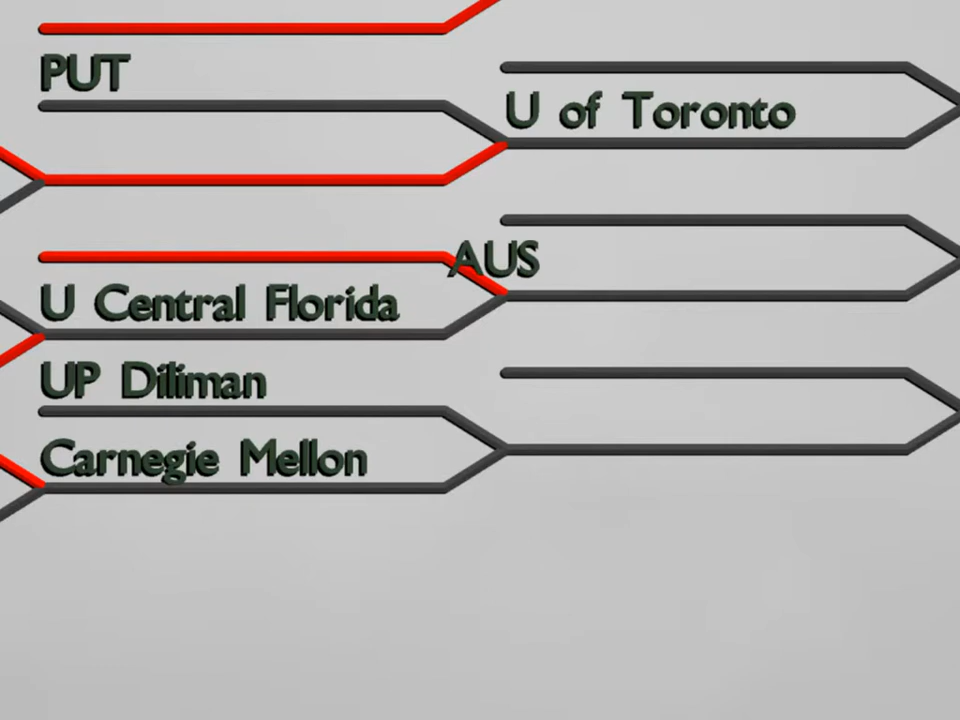 PUT
U of Toronto
AUS
U Central Florida
UP Diliman
Carnegie Mellon